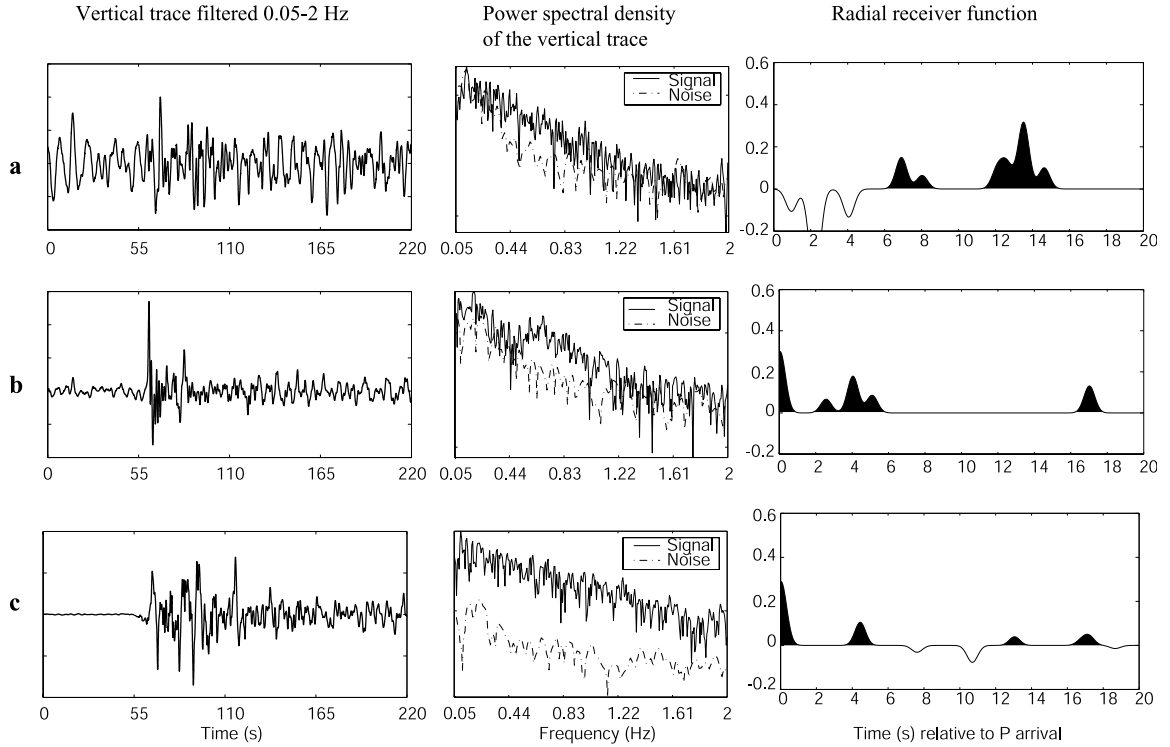 Vertical trace filtered 0.05-2 Hz
Power spectral density
of the vertical trace
Radial receiver function
a
0 55 110 165 220
Signal
Noise
0.05 0.44 0.83 1.22 1.61 2
0.6
0.4
0.2
0
-0.2
0 2 4 6 8 10 12 14 16 18 20
b
0 55 110 165 220
Signal
Noise
0.05 0.44 0.83 1.22 1.61 2
0.6
0.4
0.2
0
-0.2
0 2 4 6 8 10 12 14 16 18 20
c
0 55 110 165 220
Time (s)
Signal
Noise
0.05 0.44 0.83 1.22 1.61 2
Frequency (Hz)
0.6
0.4
0.2
0
-0.2
0 2 4 6 8 10 12 14 16 18 20
Time (s) relative to P arrival